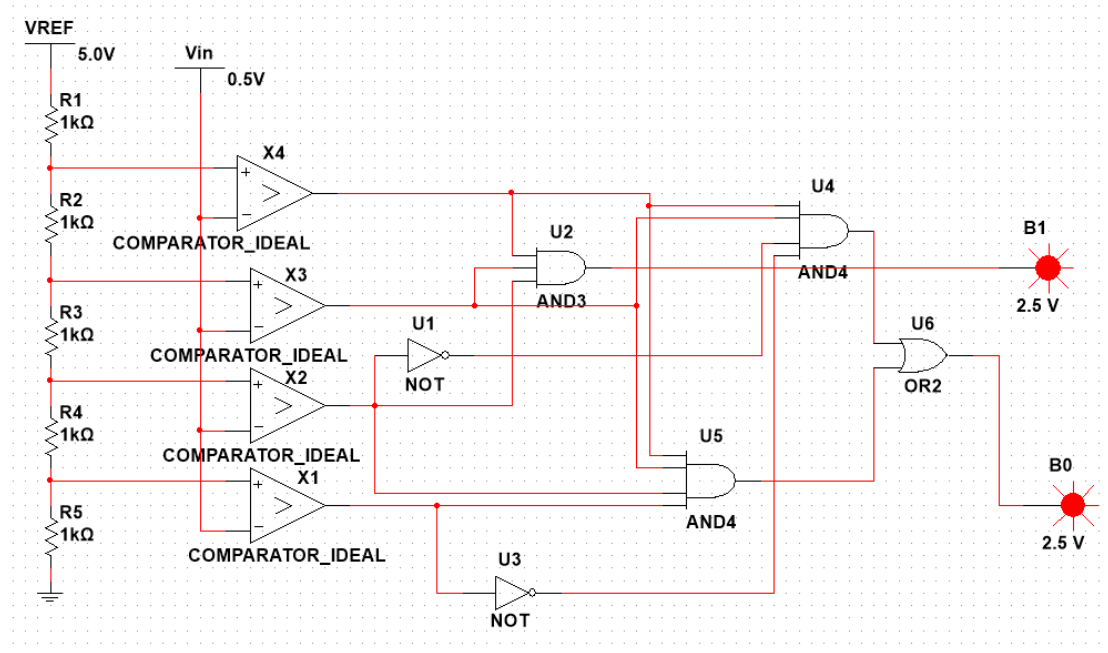 VREF
5.0V
Vin
0.5V
R1
1kΩ
X4
+
>
−
COMPARATOR_IDEAL
R2
1kΩ
U4
AND4
U2
AND3
B1
2.5 V
X3
+
>
−
COMPARATOR_IDEAL
R3
1kΩ
U1
NOT
U6
OR2
X2
+
>
−
COMPARATOR_IDEAL
R4
1kΩ
U5
AND4
X1
+
>
−
COMPARATOR_IDEAL
R5
1kΩ
B0
2.5 V
U3
NOT